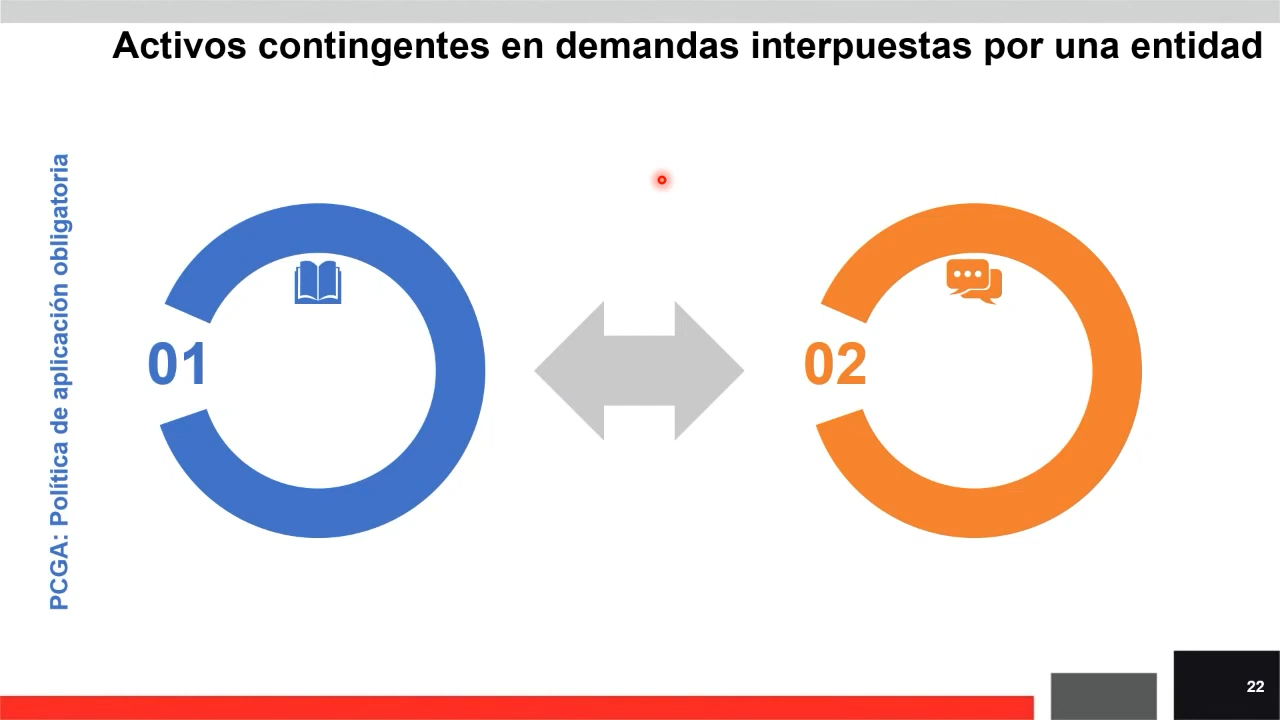 Activos contingentes en demandas interpuestas por una entidad
PCGA: Política de aplicación obligatoria
01
02
22